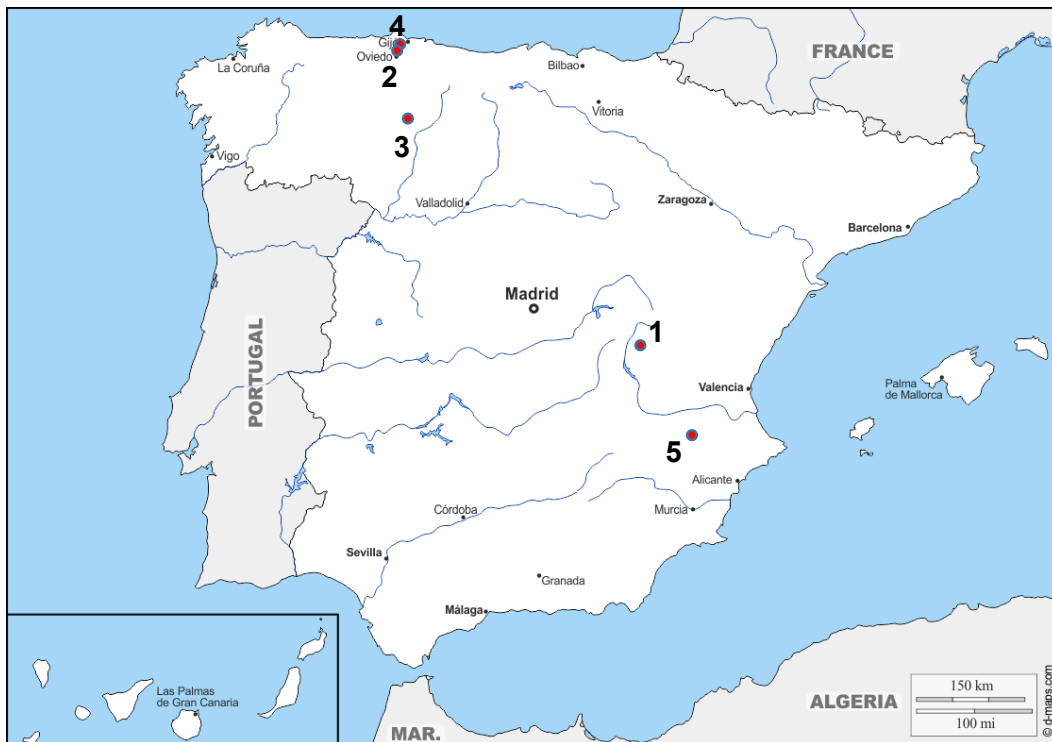 4
FRANCE
Gij
La Coruña
Oviedo
Bilbao
2
Vitoria
3
Vigo
Valladolid
Zaragoza
Barcelona
Madrid
1
PORTUGAL
Valencia
Palma
de Mallorca
5
Alicante
Córdoba
Murcia
Sevilla
Granada
Málaga
Las Palmas
de Gran Canaria
150 km
100 mi
ALGERIA
MAR.
© d-maps.com